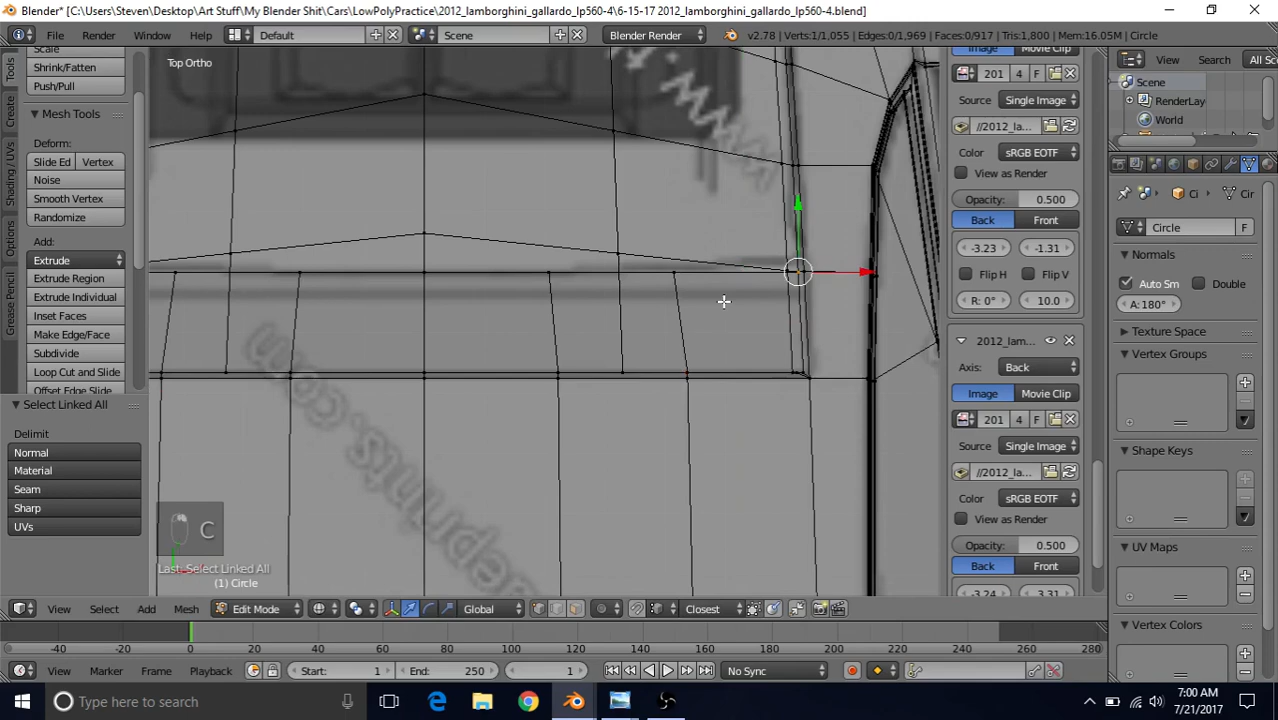 Blender* [C:\Users\Steven\Desktop\Art Stuff\My Blender Shit\Cars\LowPolyPractice\2012_lamborghini_gallardo_lp560-4\6-15-17 2012_lamborghini_gallardo_lp560-4.blend]
File Render Window Help Default Scene Blender Render v2.78 | Verts:1/1,055 | Edges:0/1,969 | Faces:0/917 | Tris:1,800 | Mem:16.05M | Circle
Tools
Create
Shading / UVs
Options
Grease Pencil
Scale
Shrink/Fatten
Push/Pull
Mesh Tools
Deform:
Slide Ed Vertex
Noise
Smooth Vertex
Randomize
Add:
Extrude
Extrude Region
Extrude Individual
Inset Faces
Make Edge/Face
Subdivide
Loop Cut and Slide
Offset Edge Slide
Select Linked All
Delimit
Normal
Material
Seam
Sharp
UVs
Top Ortho
C
Last: Select Linked All
(1) Circle
Image Movie Clip
201 4 F
Source: Single Image
//2012_la...
Color: sRGB EOTF
View as Render
Opacity: 0.500
Back Front
-3.23 -1.31
Flip H Flip V
R: 0° 10.0
2012_lam
Axis: Back
Image Movie Clip
201 4 F
Source: Single Image
//2012_la...
Color: sRGB EOTF
View as Render
Opacity: 0.500
Back Front
-3.24 3.31
View Search All Sc
Scene
RenderLay
World
Ci Cir
Circle F
Normals
Auto Sm Double
A:180°
Texture Space
Vertex Groups
Shape Keys
UV Maps
Vertex Colors
View Select Add Mesh Edit Mode Global Closest
-40 -20 0 20 40 60 80 100 120 140 160 180 200 220 240 260 280
View Marker Frame Playback Start: 1 End: 250 1 No Sync
Type here to search
7:00 AM
7/21/2017